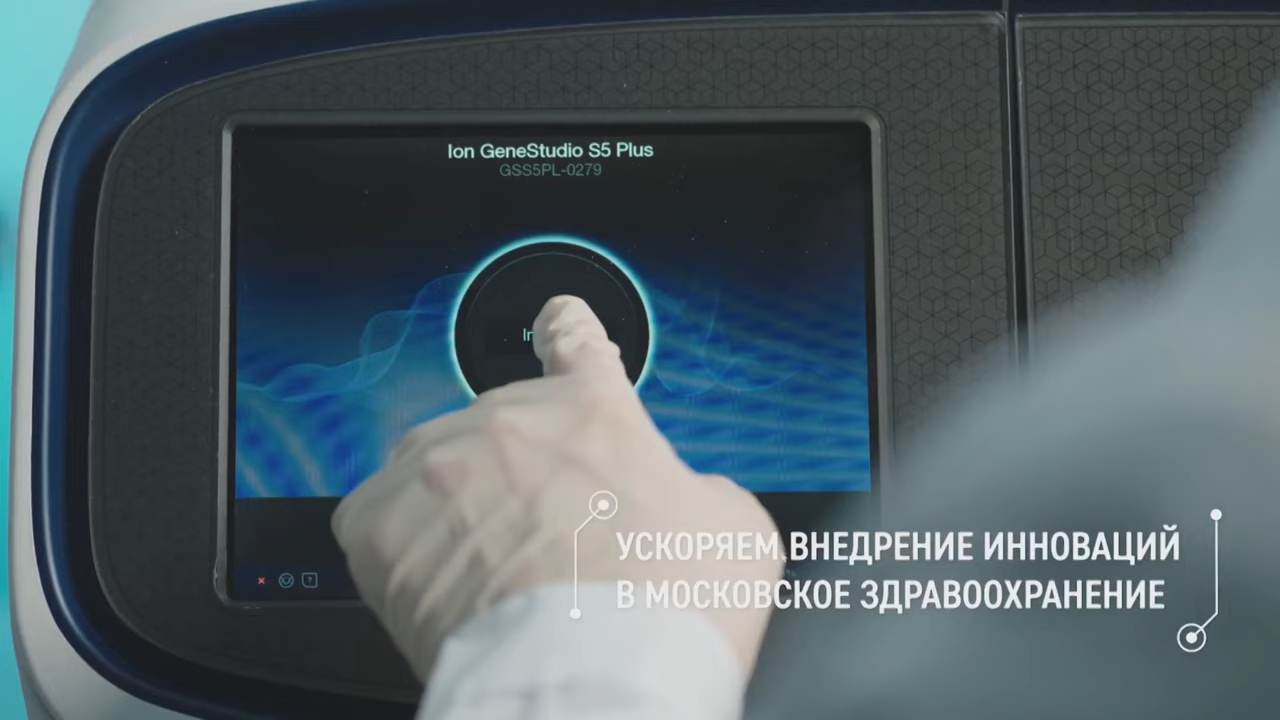 Ion GeneStudio S5 Plus
GSS5PL-0279
УСКОРЯЕМ ВНЕДРЕНИЕ ИННОВАЦИЙ
В МОСКОВСКОЕ ЗДРАВООХРАНЕНИЕ